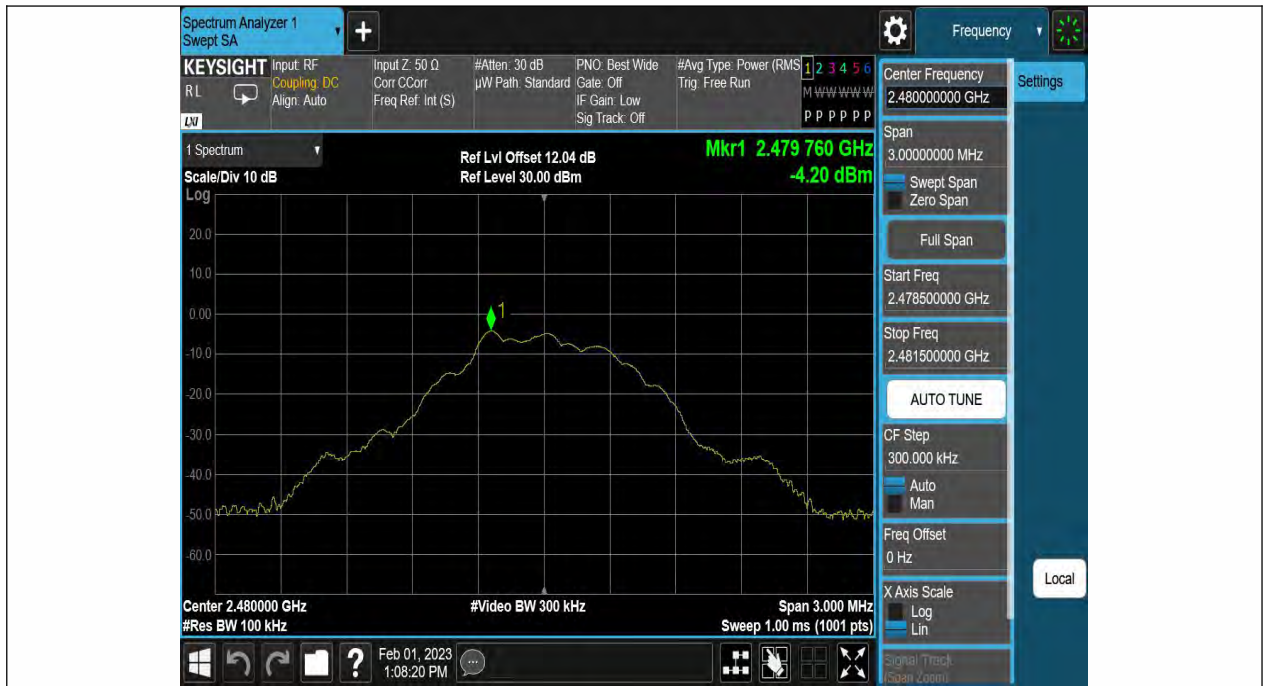 Spectrum Analyzer 1
Swept SA
+
Frequency
KEYSIGHT
RL
LXI
Input: RF
Coupling: DC
Align: Auto
Input Z: 50 Ω
Corr CCorr
Freq Ref: Int (S)
#Atten: 30 dB
µW Path: Standard
PNO: Best Wide
Gate: Off
IF Gain: Low
Sig Track: Off
#Avg Type: Power (RMS
Trig: Free Run
1 2 3 4 5 6
M W W W W W
P P P P P P
1 Spectrum
Scale/Div 10 dB
Log
Ref Lvl Offset 12.04 dB
Ref Level 30.00 dBm
Mkr1 2.479 760 GHz
-4.20 dBm
20.0
10.0
0.00
-10.0
-20.0
-30.0
-40.0
-50.0
-60.0
1
Center 2.480000 GHz
#Res BW 100 kHz
#Video BW 300 kHz
Span 3.000 MHz
Sweep 1.00 ms (1001 pts)
Center Frequency
2.480000000 GHz
Span
3.00000000 MHz
Swept Span
Zero Span
Full Span
Start Freq
2.478500000 GHz
Stop Freq
2.481500000 GHz
AUTO TUNE
CF Step
300.000 kHz
Auto
Man
Freq Offset
0 Hz
X Axis Scale
Log
Lin
Signal Track
(Span Zoom)
Settings
Local
?
Feb 01, 2023
1:08:20 PM